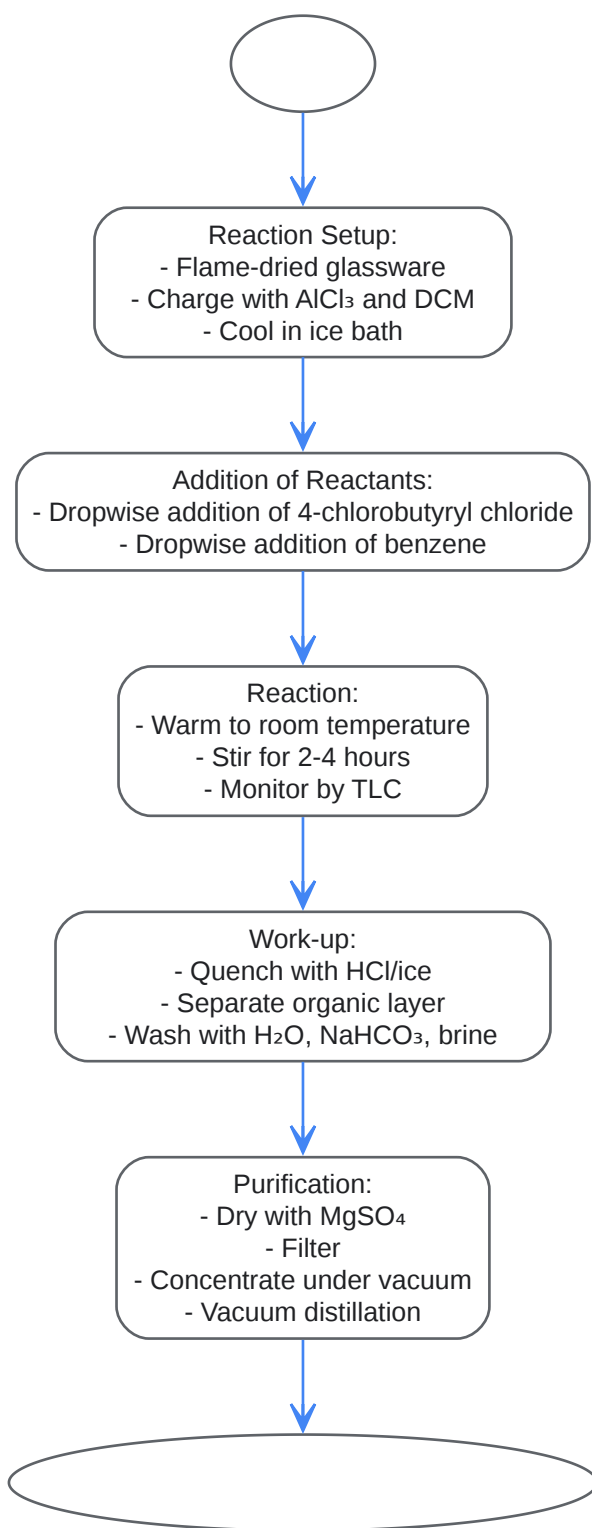 Reaction Setup:
- Flame-dried glassware
- Charge with AlCl₃ and DCM
- Cool in ice bath
Addition of Reactants:
- Dropwise addition of 4-chlorobutyryl chloride
- Dropwise addition of benzene
Reaction:
- Warm to room temperature
- Stir for 2-4 hours
- Monitor by TLC
Work-up:
- Quench with HCl/ice
- Separate organic layer
- Wash with H₂O, NaHCO₃, brine
Purification:
- Dry with MgSO₄
- Filter
- Concentrate under vacuum
- Vacuum distillation